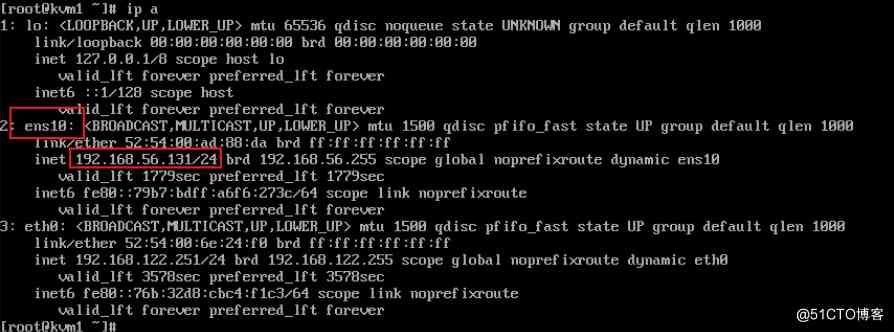 [root@kvm1 ~]# ip a
1: lo: <LOOPBACK,UP,LOWER_UP> mtu 65536 qdisc noqueue state UNKNOWN group default qlen 1000
link/loopback 00:00:00:00:00:00 brd 00:00:00:00:00:00
inet 127.0.0.1/8 scope host lo
valid_lft forever preferred_lft forever
inet6 ::1/128 scope host
valid_lft forever preferred_lft forever
2: ens10: <BROADCAST,MULTICAST,UP,LOWER_UP> mtu 1500 qdisc pfifo_fast state UP group default qlen 1000
link/ether 52:54:00:ad:88:da brd ff:ff:ff:ff:ff:ff
inet 192.168.56.131/24 brd 192.168.56.255 scope global noprefixroute dynamic ens10
valid_lft 1779sec preferred_lft 1779sec
inet6 fe80::79b7:bdff:a6f6:273c/64 scope link noprefixroute
valid_lft forever preferred_lft forever
3: eth0: <BROADCAST,MULTICAST,UP,LOWER_UP> mtu 1500 qdisc pfifo_fast state UP group default qlen 1000
link/ether 52:54:00:6e:24:f0 brd ff:ff:ff:ff:ff:ff
inet 192.168.122.251/24 brd 192.168.122.255 scope global noprefixroute dynamic eth0
valid_lft 3578sec preferred_lft 3578sec
inet6 fe80::76b:32d8:cbc4:f1c3/64 scope link noprefixroute
valid_lft forever preferred_lft forever
[root@kvm1 ~]#
@51CTO博客